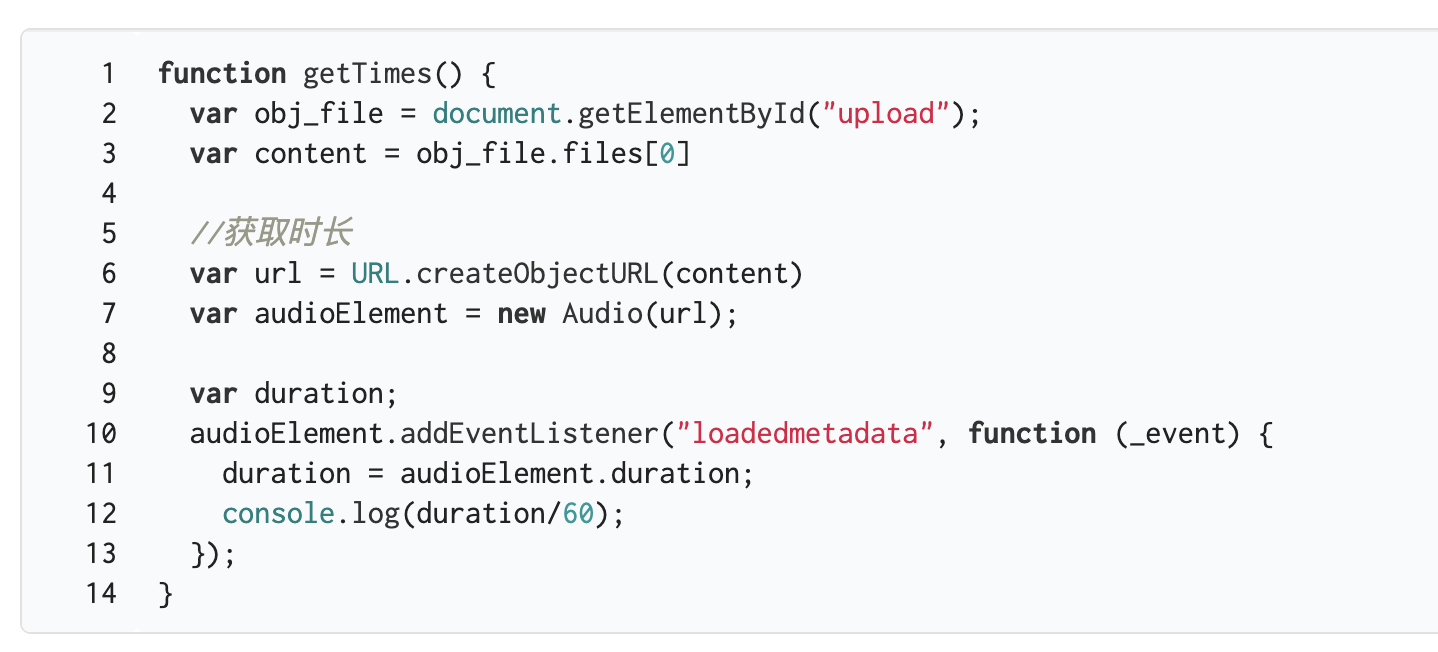 1 function getTimes() {
2 var obj_file = document.getElementById("upload");
3 var content = obj_file.files[0]
4
5 //获取时长
6 var url = URL.createObjectURL(content)
7 var audioElement = new Audio(url);
8
9 var duration;
10 audioElement.addEventListener("loadedmetadata", function (_event) {
11 duration = audioElement.duration;
12 console.log(duration/60);
13 });
14 }